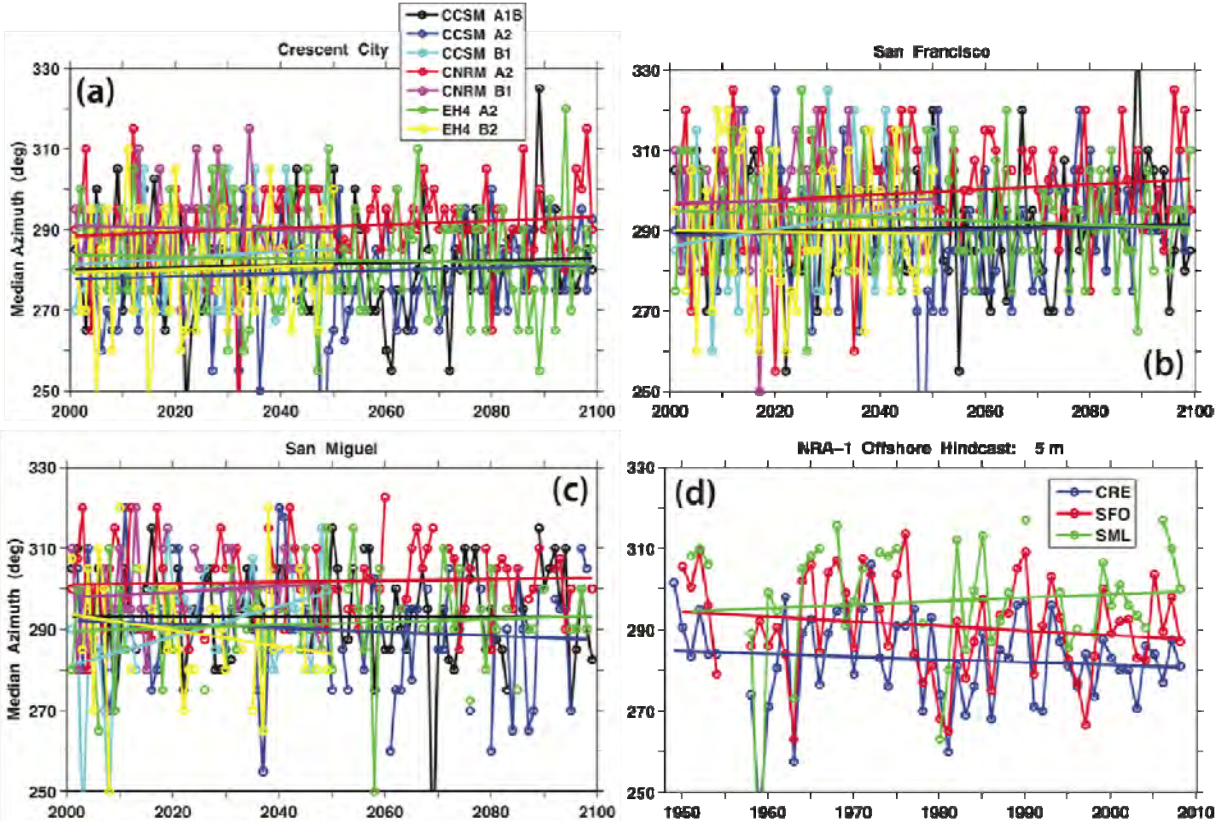 CCSM A1B
CCSM A2
CCSM B1
CNRM A2
CNRM B1
EH4 A2
EH4 B2
Crescent City
(a)
Median Azimuth (deg)
330
310
290
270
250
2000 2020 2040 2060 2080 2100
San Francisco
(b)
330
310
290
270
250
2000 2020 2040 2060 2080 2100
San Miguel
(c)
Median Azimuth (deg)
330
310
290
270
250
2000 2020 2040 2060 2080 2100
NRA-1 Offshore Hindcast: 5 m
(d)
CRE
SFO
SML
330
310
290
270
250
1950 1960 1970 1980 1990 2000 2010